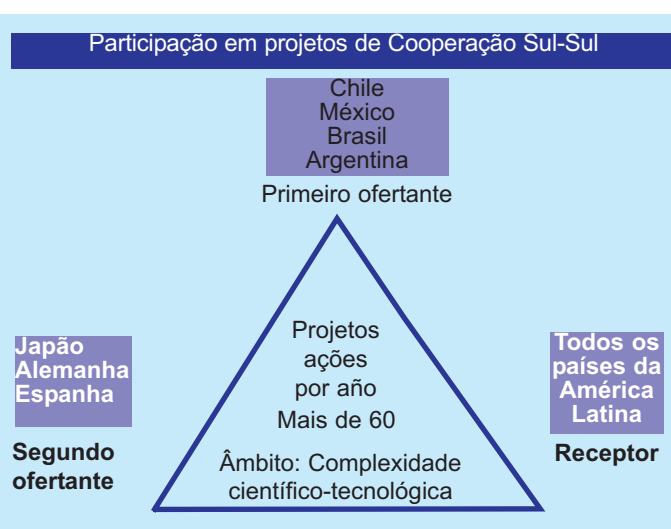 Participação em projetos de Cooperação Sul-Sul
Chile
México
Brasil
Argentina
Primeiro ofertante
Japão
Alemanha
Espanha
Segundo
ofertante
Projetos
ações
por año
Mais de 60
Âmbito: Complexidade
científico-tecnológica
Todos os
países da
América
Latina
Receptor